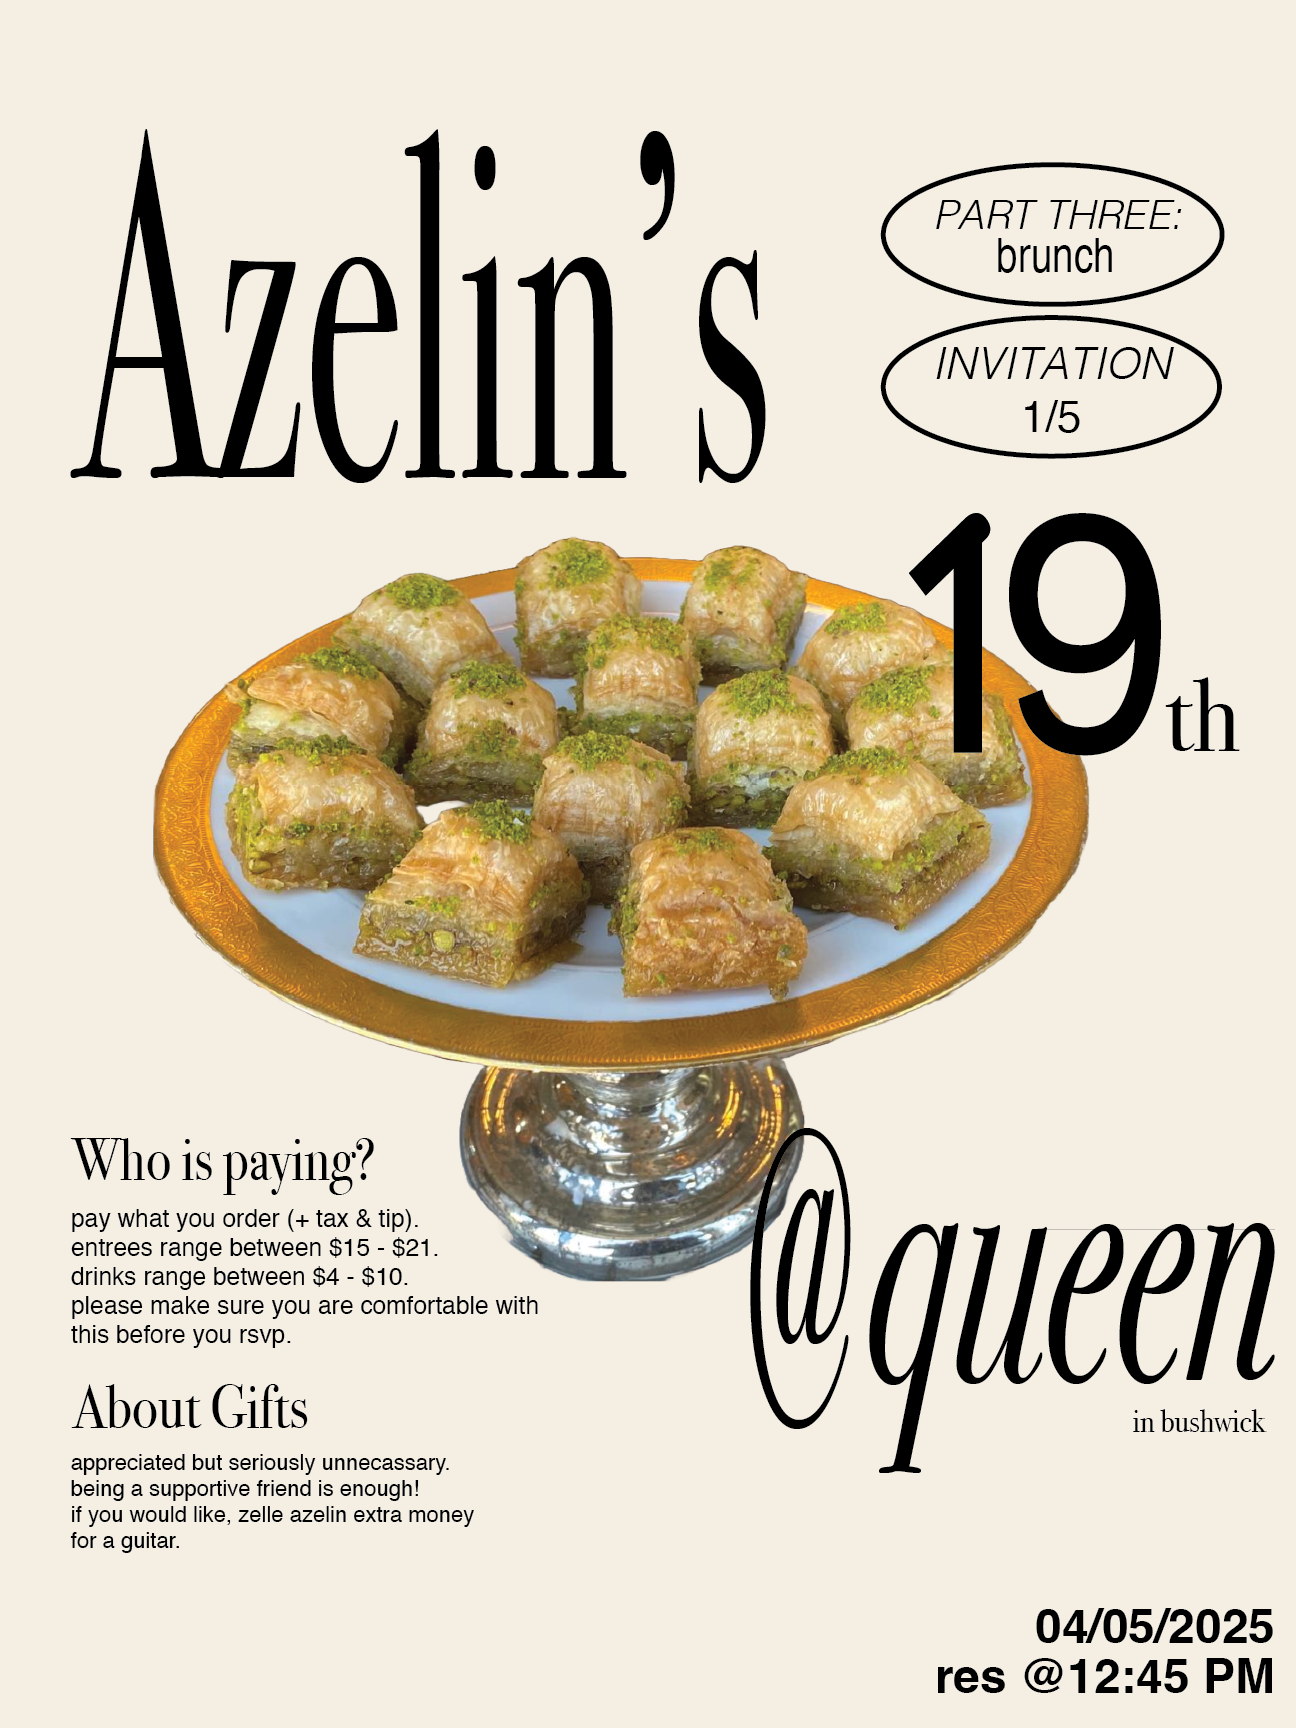 Azelin's
PART THREE:
brunch
INVITATION
1/5
19th
Who is paying?
pay what you order (+ tax & tip).
entrees range between $15 - $21.
drinks range between $4 - $10.
please make sure you are comfortable with
this before you rsvp.
About Gifts
appreciated but seriously unnecassary.
being a supportive friend is enough!
if you would like, zelle azelin extra money
for a guitar.
@queen
in bushwick
04/05/2025
res @12:45 PM